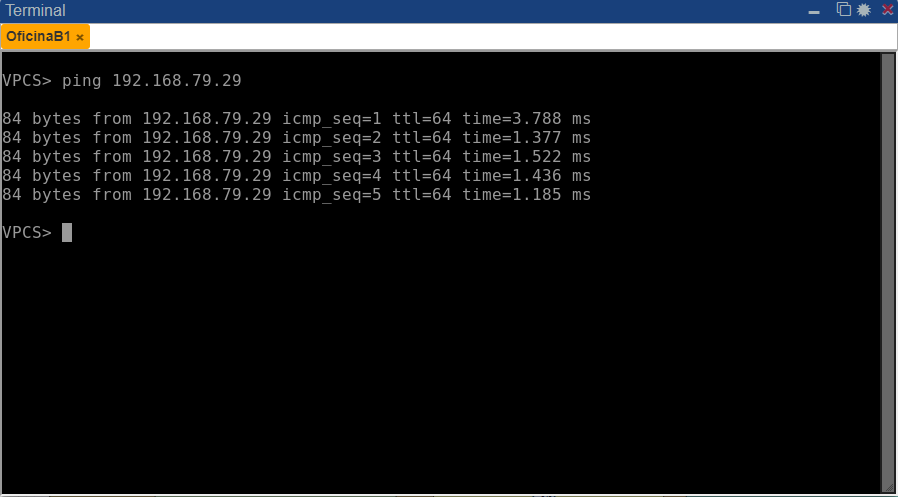 Terminal
OficinaB1 ×
VPCS> ping 192.168.79.29
84 bytes from 192.168.79.29 icmp_seq=1 ttl=64 time=3.788 ms
84 bytes from 192.168.79.29 icmp_seq=2 ttl=64 time=1.377 ms
84 bytes from 192.168.79.29 icmp_seq=3 ttl=64 time=1.522 ms
84 bytes from 192.168.79.29 icmp_seq=4 ttl=64 time=1.436 ms
84 bytes from 192.168.79.29 icmp_seq=5 ttl=64 time=1.185 ms
VPCS>